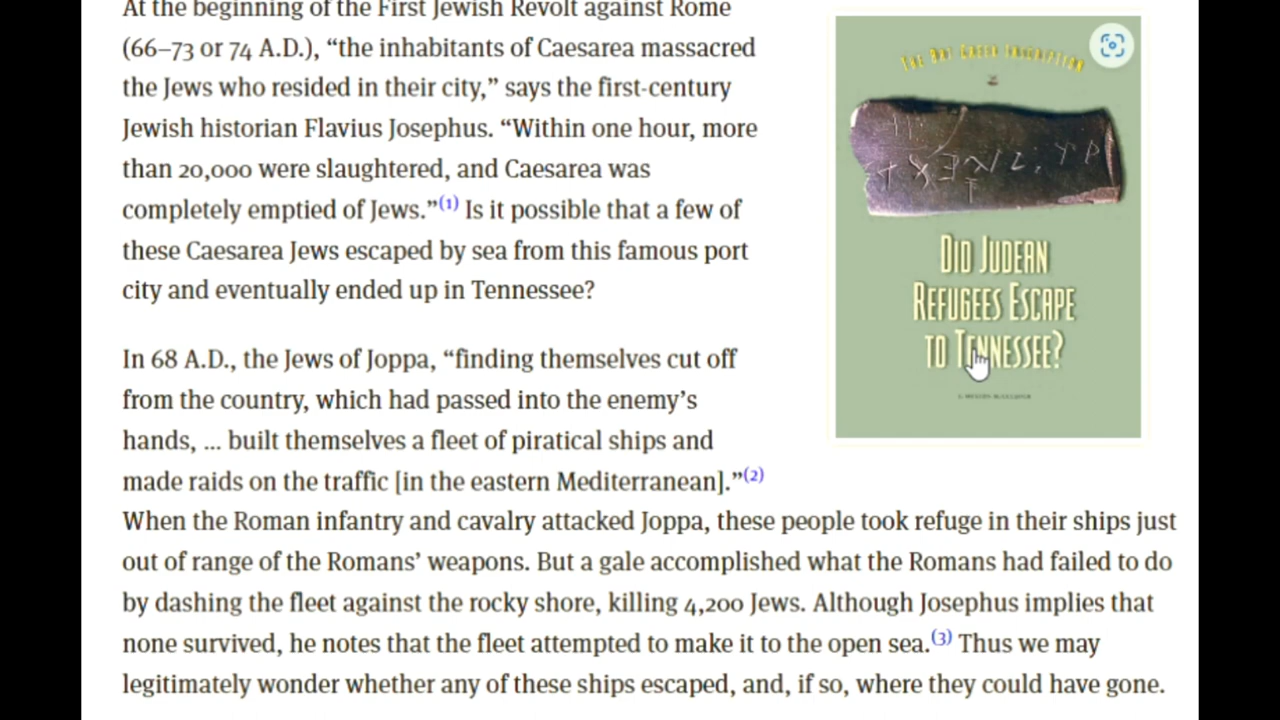 At the beginning of the First Jewish Revolt against Rome
(66–73 or 74 A.D.), “the inhabitants of Caesarea massacred
the Jews who resided in their city,” says the first-century
Jewish historian Flavius Josephus. “Within one hour, more
than 20,000 were slaughtered, and Caesarea was
completely emptied of Jews.”(1) Is it possible that a few of
these Caesarea Jews escaped by sea from this famous port
city and eventually ended up in Tennessee?
In 68 A.D., the Jews of Joppa, “finding themselves cut off
from the country, which had passed into the enemy’s
hands, ... built themselves a fleet of piratical ships and
made raids on the traffic [in the eastern Mediterranean].”(2)
When the Roman infantry and cavalry attacked Joppa, these people took refuge in their ships just
out of range of the Romans’ weapons. But a gale accomplished what the Romans had failed to do
by dashing the fleet against the rocky shore, killing 4,200 Jews. Although Josephus implies that
none survived, he notes that the fleet attempted to make it to the open sea.(3) Thus we may
legitimately wonder whether any of these ships escaped, and, if so, where they could have gone.
THE BAT CREEK INSCRIPTION
DID JUDEAN
REFUGEES ESCAPE
TO TENNESSEE?